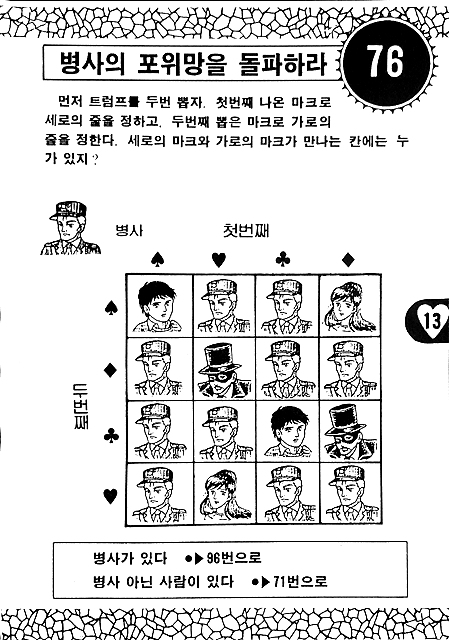 병사의 포위망을 돌파하라
76
먼저 트럼프를 두번 뽑자. 첫번째 나온 마크로
세로의 줄을 정하고, 두번째 뽑은 마크로 가로의
줄을 정한다. 세로의 마크와 가로의 마크가 만나는 칸에는 누
가 있지?
병사
첫번째
♠ ♥ ♣ ♦
♠
♦
♣
♥
두번째
13
병사가 있다 ●▶96번으로
병사 아닌 사람이 있다 ●▶71번으로